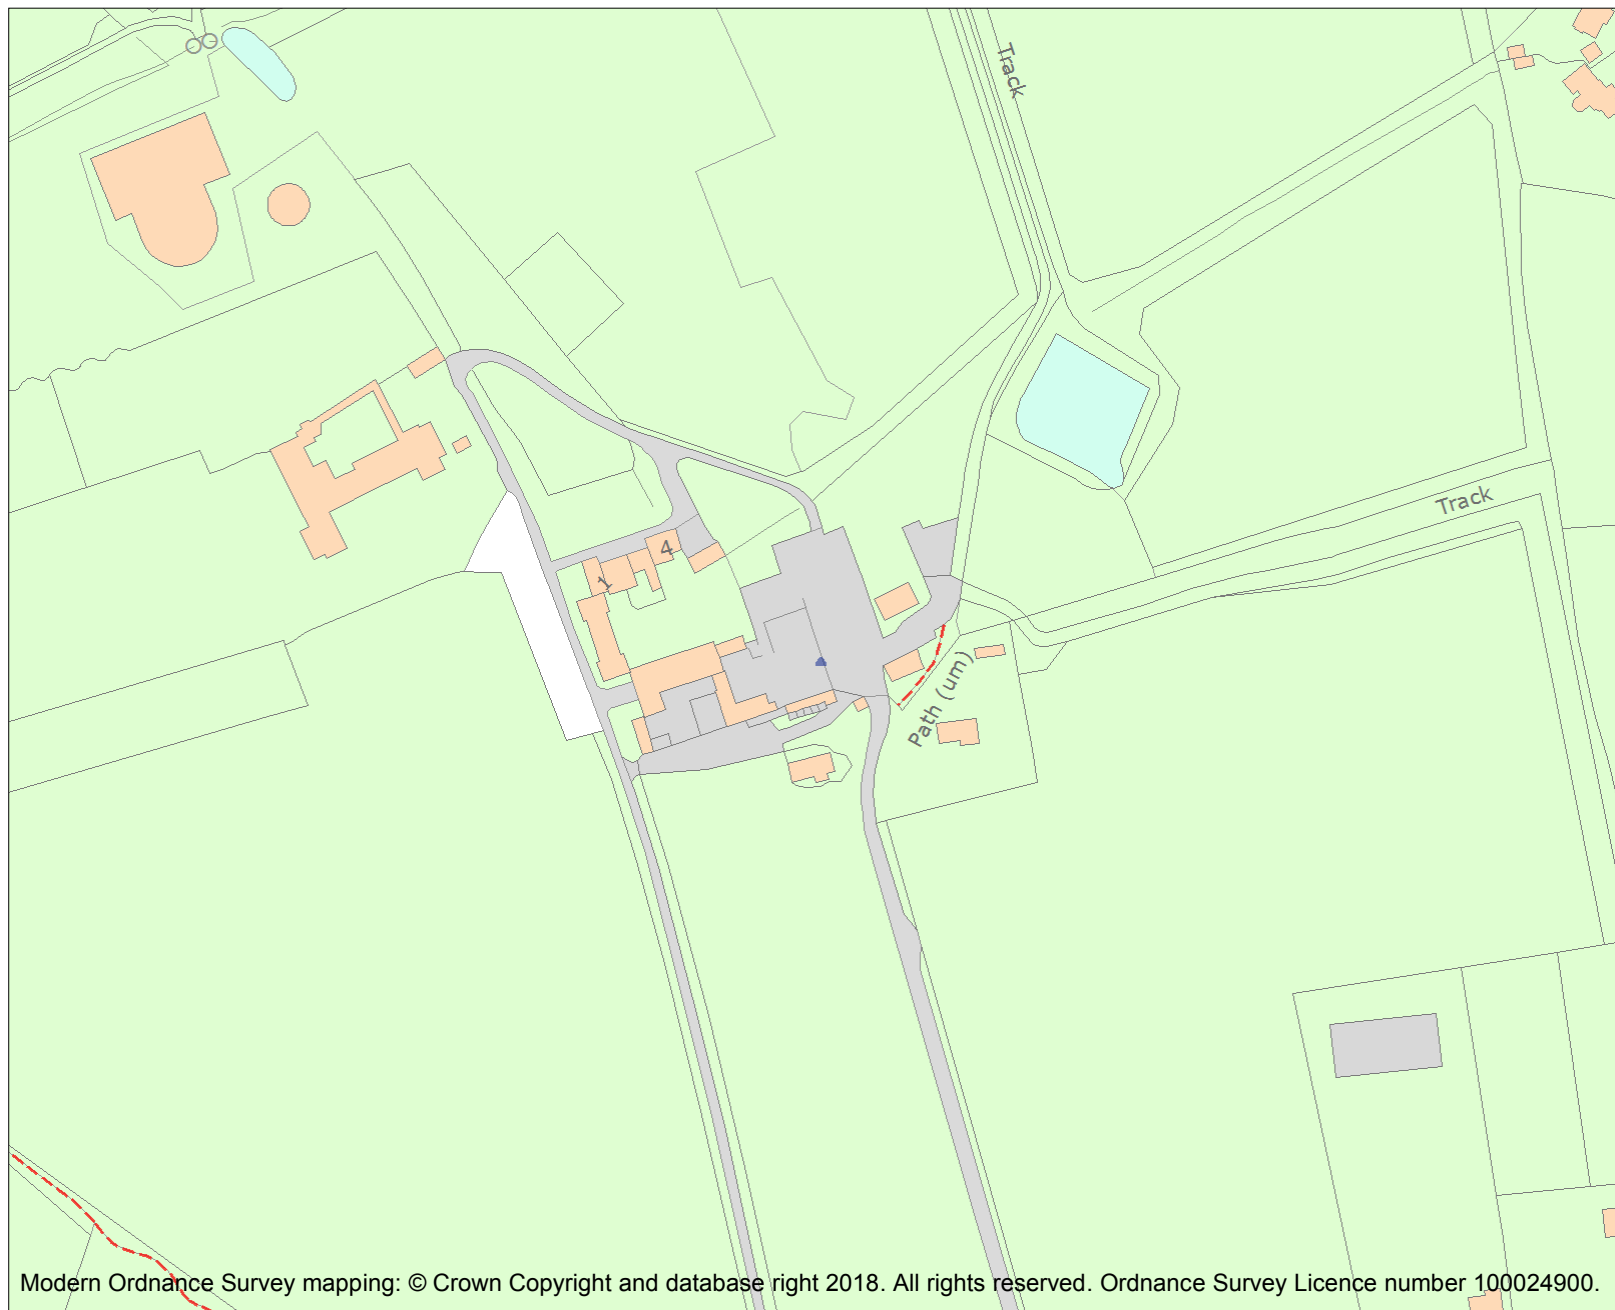 Track
Track
4
1
Path (um)
Modern Ordnance Survey mapping: © Crown Copyright and database right 2018. All rights reserved. Ordnance Survey Licence number 100024900.